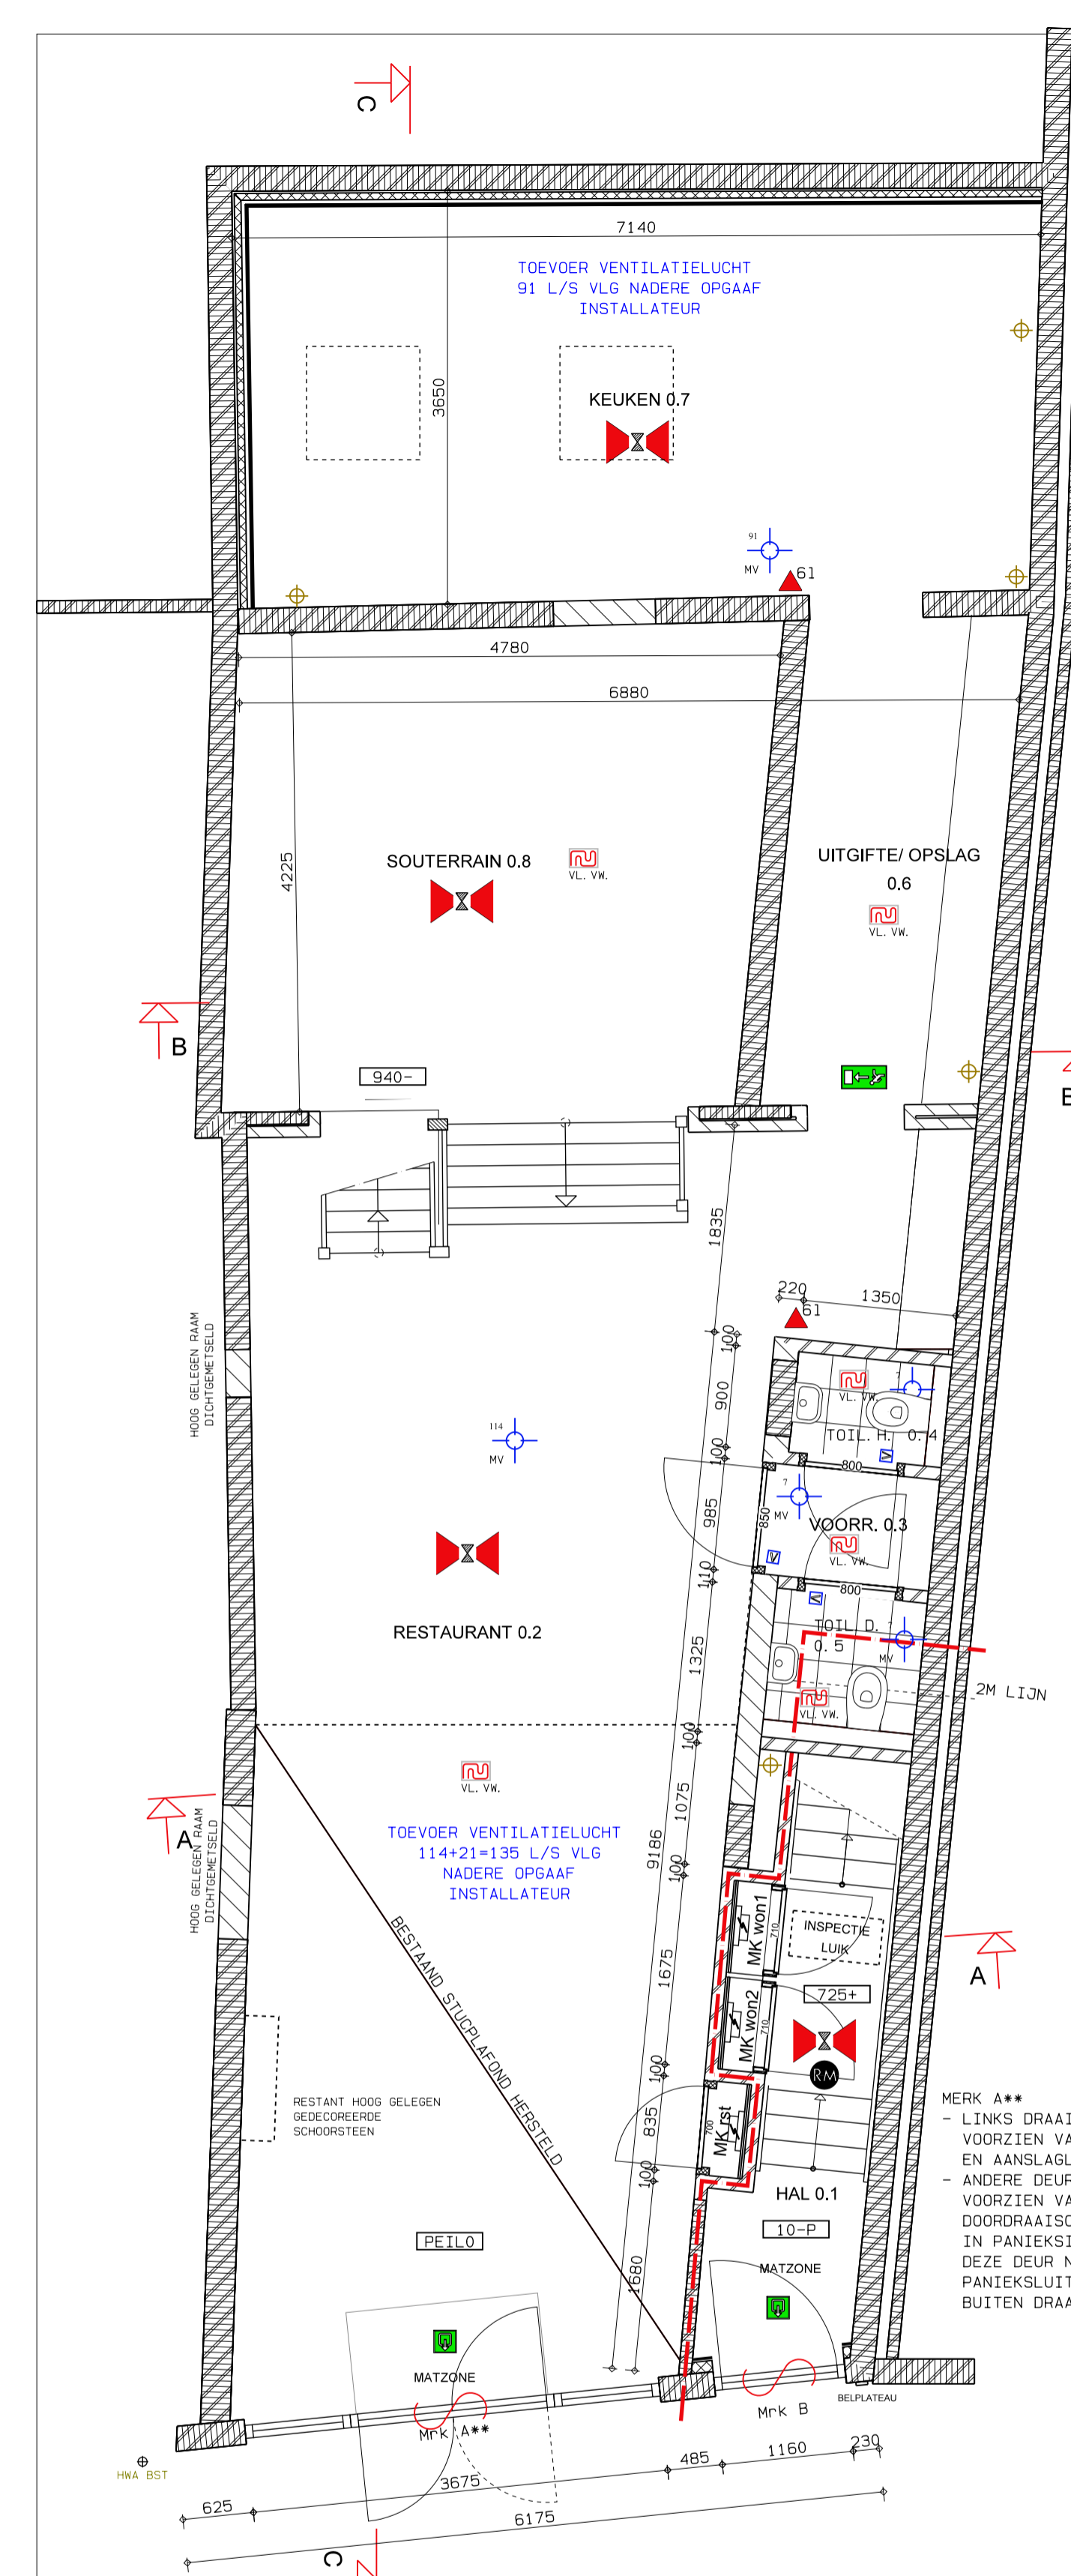 C
7140
TOEVOER VENTILATIELUCHT
91 L/S VLG NADERE OPGAAF
INSTALLATEUR
3650
KEUKEN 0.7
91
MV
61
4780
6880
4225
SOUTERRAIN 0.8
VL. VW.
UITGIFTE/ OPSLAG
0.6
VL. VW.
B
B
940-
1835
220
1350
61
100
HOOG GELEGEN RAAM
DICHTGEMETSELD
900
VL. VW.
TOIL. H. 0.4
114
MV
100
800
7
MV
985
850
VOORR. 0.3
VL. VW.
110
800
RESTAURANT 0.2
TOIL. D.
0.5
7
MV
1325
2M LIJN
VL. VW.
100
VL. VW.
A
HOOG GELEGEN RAAM
DICHTGEMETSELD
TOEVOER VENTILATIELUCHT
114+21=135 L/S VLG
NADERE OPGAAF
INSTALLATEUR
1075
9186
100
BESTAAND STUCPLAFOND HERSTELD
MK won1
710
INSPECTIE
LUIK
1675
A
725+
MK won2
710
RM
100
RESTANT HOOG GELEGEN
GEDECOREERDE
SCHOORSTEEN
835
700
MK rst
100
MERK A**
- LINKS DRAAI
VOORZIEN VA
EN AANSLAGL
- ANDERE DEUR
VOORZIEN VA
DOORDRAAISC
IN PANIEKSI
DEZE DEUR N
PANIEKSLUIT
BUITEN DRAA
HAL 0.1
10-P
PEIL0
MATZONE
1680
MATZONE
BELPLATEAU
Mrk A**
Mrk B
HWA BST
625
3675
485
1160
230
6175
C